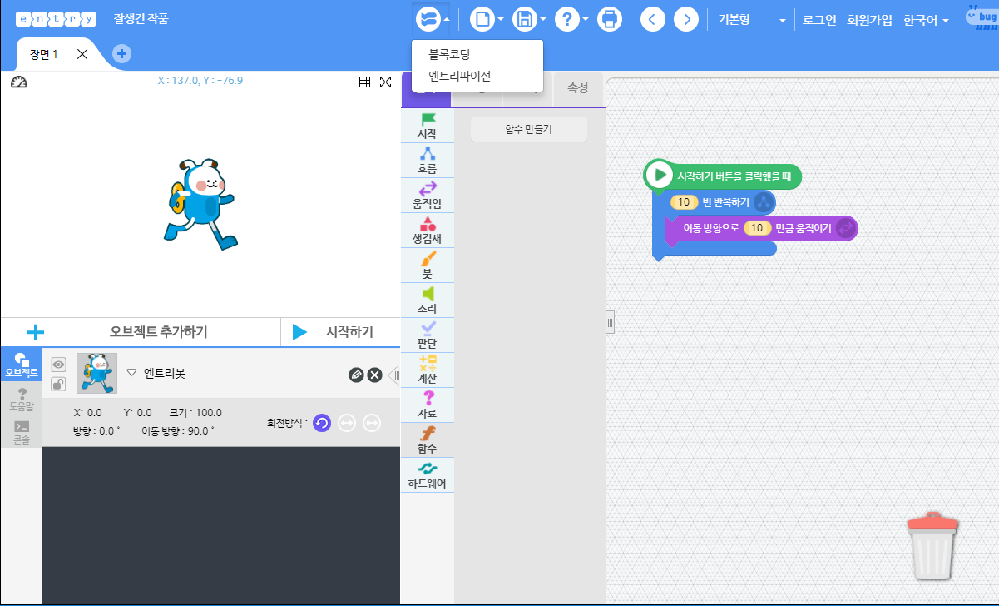 entry
잘생긴 작품
?
기본형
로그인
회원가입
한국어
bug
장면 1
블록코딩
엔트리파이선
X : 137.0, Y : -76.9
속성
시작
흐름
움직임
생김새
붓
소리
판단
계산
자료
함수
하드웨어
함수 만들기
시작하기 버튼을 클릭했을 때
10 번 반복하기
이동 방향으로 10 만큼 움직이기
오브젝트 추가하기
시작하기
오브젝트
도움말
콘솔
엔트리봇
X: 0.0 Y: 0.0 크기 : 100.0
방향 : 0.0 ˚ 이동 방향 : 90.0 ˚
회전방식 :